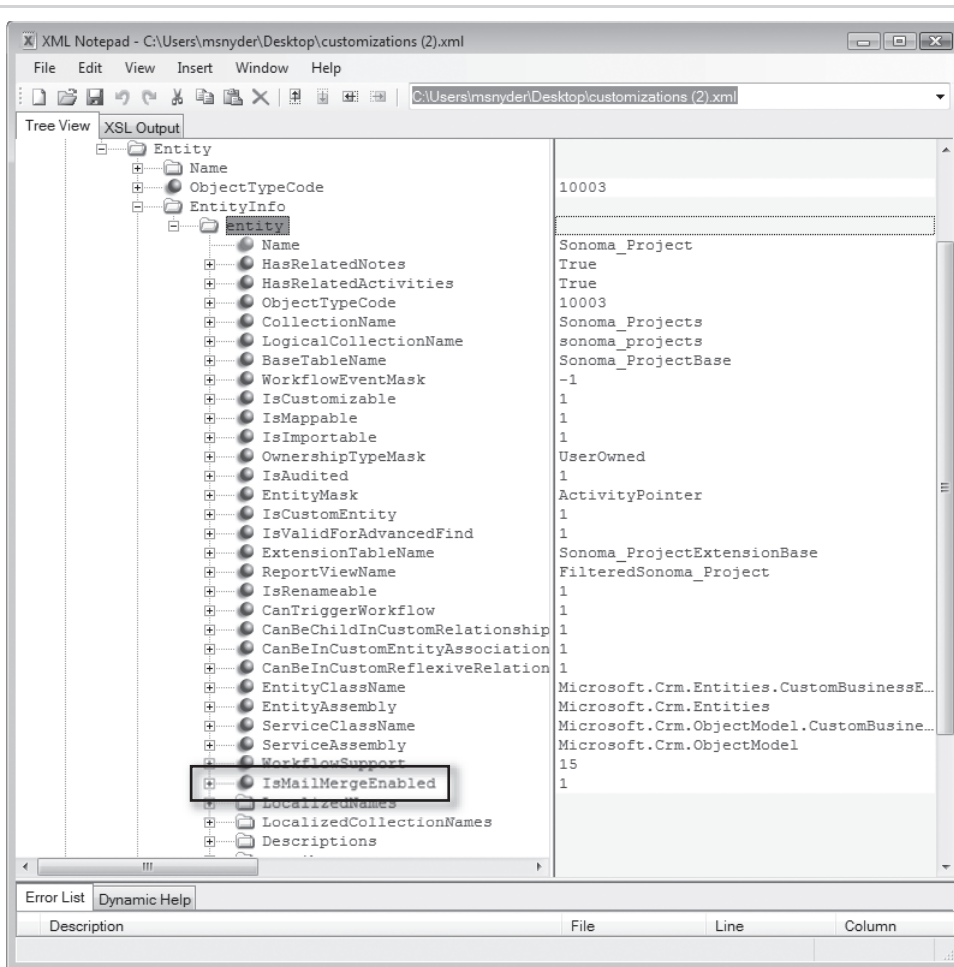 XML Notepad - C:\Users\msnyder\Desktop\customizations (2).xml
File Edit View Insert Window Help
C:\Users\msnyder\Desktop\customizations (2).xml
Tree View XSL Output
Entity
Name
ObjectTypeCode 10003
EntityInfo
entity
Name Sonoma_Project
HasRelatedNotes True
HasRelatedActivities True
ObjectTypeCode 10003
CollectionName Sonoma_Projects
LogicalCollectionName sonoma_projects
BaseTableName Sonoma_ProjectBase
WorkflowEventMask -1
IsCustomizable 1
IsMappable 1
IsImportable 1
OwnershipTypeMask UserOwned
IsAudited 1
EntityMask ActivityPointer
IsCustomEntity 1
IsValidForAdvancedFind 1
ExtensionTableName Sonoma_ProjectExtensionBase
ReportViewName FilteredSonoma_Project
IsRenameable 1
CanTriggerWorkflow 1
CanBeChildInCustomRelationship 1
CanBeInCustomEntityAssociation 1
CanBeInCustomReflexiveRelation 1
EntityClassName Microsoft.Crm.Entities.CustomBusinessE...
EntityAssembly Microsoft.Crm.Entities
ServiceClassName Microsoft.Crm.ObjectModel.CustomBusine...
ServiceAssembly Microsoft.Crm.ObjectModel
WorkflowSupport 15
IsMailMergeEnabled 1
LocalizedNames
LocalizedCollectionNames
Descriptions
Error List Dynamic Help
Description File Line Column